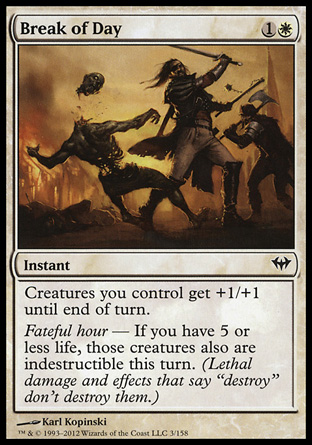 Break of Day 1
Instant
Creatures you control get +1/+1
until end of turn.
Fateful hour — If you have 5 or
less life, those creatures also are
indestructible this turn. (Lethal
damage and effects that say "destroy"
don't destroy them.)
Karl Kopinski
™ & © 1993–2012 Wizards of the Coast LLC 3/158